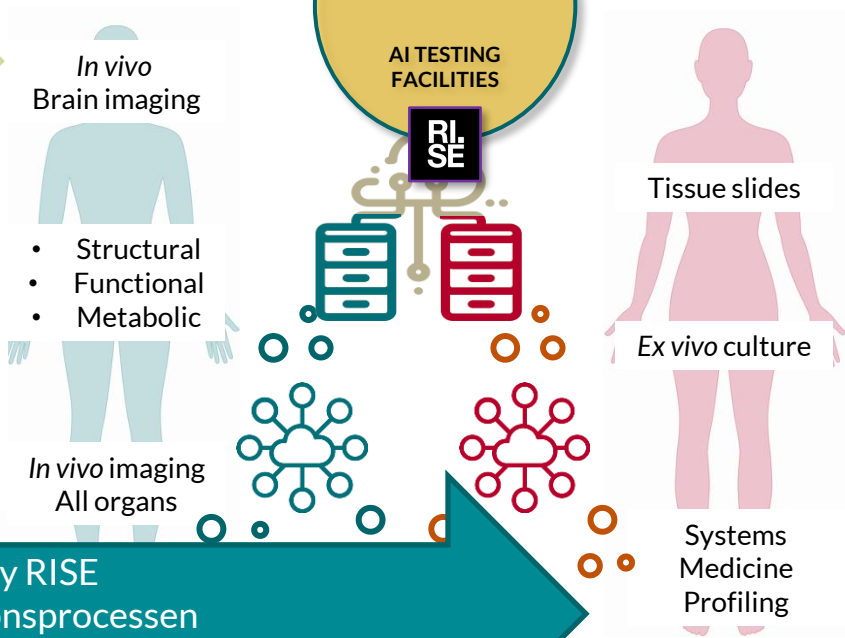 In vivo
Brain imaging
• Structural
• Functional
• Metabolic
In vivo imaging
All organs
AI TESTING
FACILITIES
RI.
SE
Tissue slides
Ex vivo culture
Systems
Medicine
Profiling
y RISE
onsprocessen